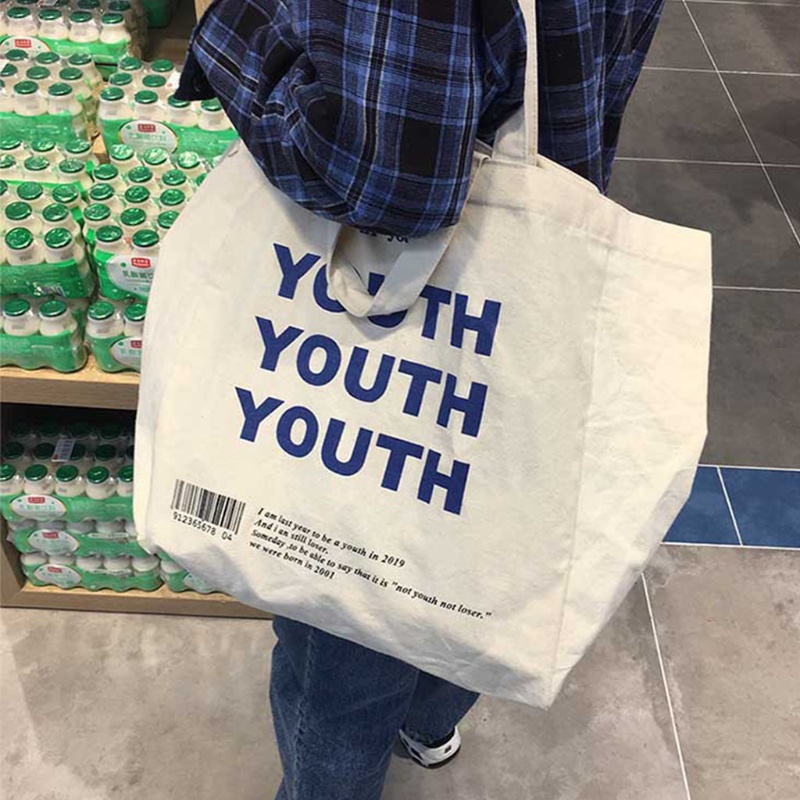 YOUTH
YOUTH
YOUTH
912365678 04
I am last year to be a youth in 2019
And i an still loser.
Someday ,to be able to say that it is "not youth not loser."
we were born in 2001